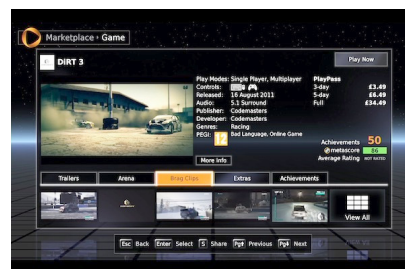 Marketplace • Game
DiRT 3
Play Now
Play Modes: Single Player, Multiplayer
Controls:
Released: 16 August 2011
Audio: 5.1 Surround
Publisher: Codemasters
Developer: Codemasters
Genres: Racing
PEGI: 12 Bad Language, Online Game
PlayPass
3-day £3.49
5-day £6.49
Full £34.49
Achievements 50
metascore 86
Average Rating NOT RATED
More Info
Trailers
Arena
Brag Clips
Extras
Achievements
View All
Esc Back Enter Select S Share Pg↑ Previous Pg↓ Next